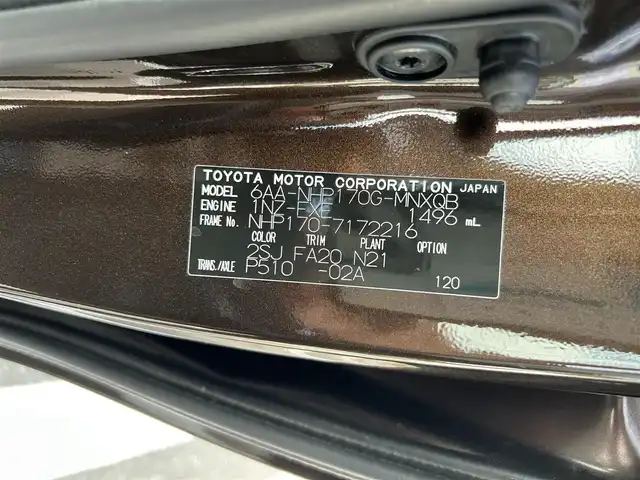 TOYOTA MOTOR CORPORATION JAPAN
MODEL 6AA-NHP170G-MNXQB
ENGINE 1NZ-EXE 1496 mL
FRAME No. NHP170-7172216
COLOR TRIM PLANT OPTION
2SJ FA20 N21
TRANS./AXLE P510 -02A
120